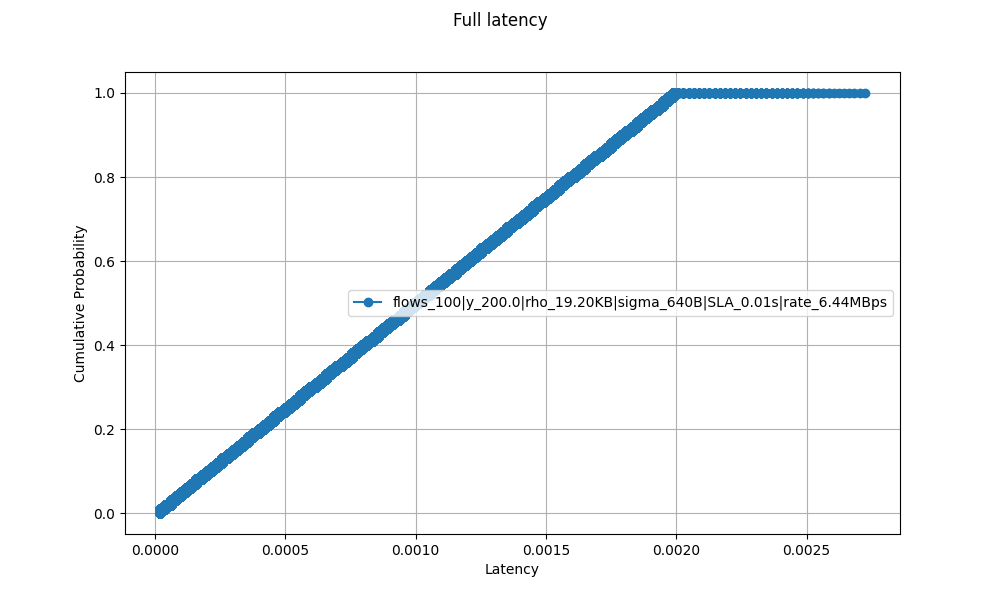 Full latency
1.0
0.8
0.6
0.4
0.2
0.0
Cumulative Probability
flows_100|y_200.0|rho_19.20KB|sigma_640B|SLA_0.01s|rate_6.44MBps
0.0000 0.0005 0.0010 0.0015 0.0020 0.0025
Latency